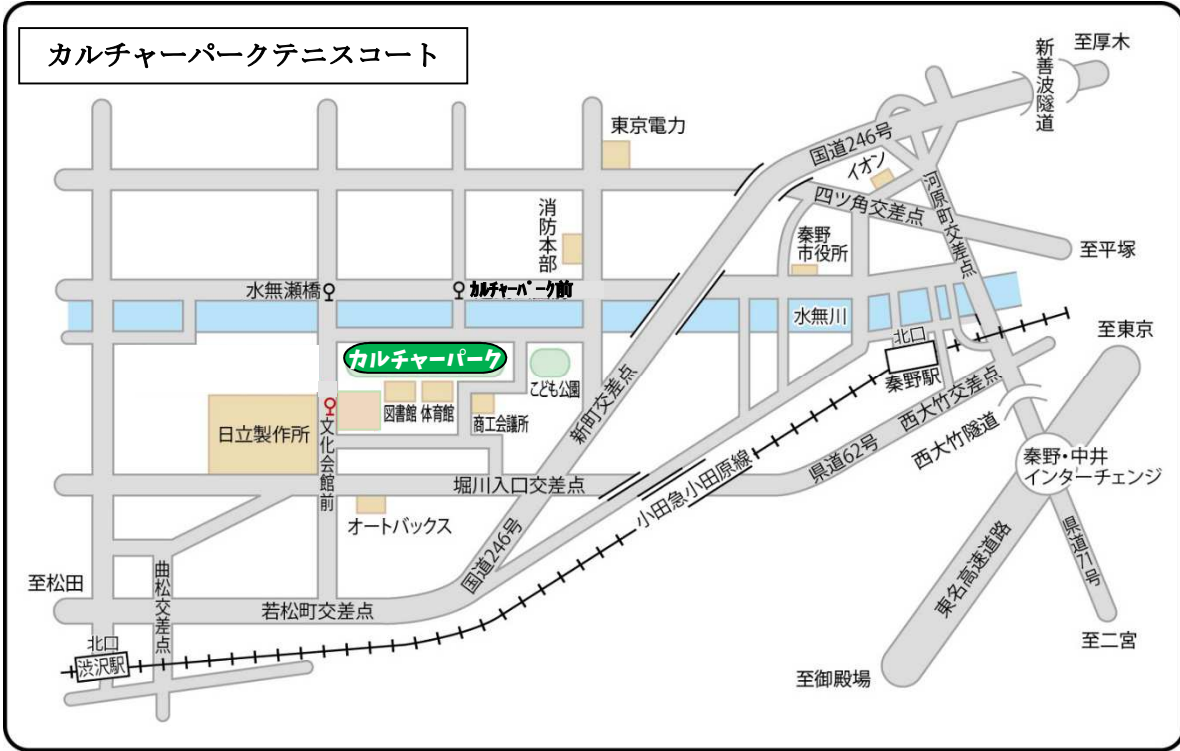 カルチャーパークテニスコート
至厚木
新善波隧道
東京電力
国道246号
イオン
河原町交差点
四ツ角交差点
消防本部
秦野
市役所
至平塚
水無瀬橋
カルチャーパーク前
水無川
至東京
北口
秦野駅
カルチャーパーク
こども公園
図書館
体育館
商工会議所
新町交差点
西大竹交差点
県道62号
西大竹隧道
日立製作所
文化会館前
秦野・中井
インターチェンジ
堀川入口交差点
小田急小田原線
オートバックス
国道246号
県道71号
東名高速道路
至松田
曲松交差点
若松町交差点
北口
渋沢駅
至二宮
至御殿場